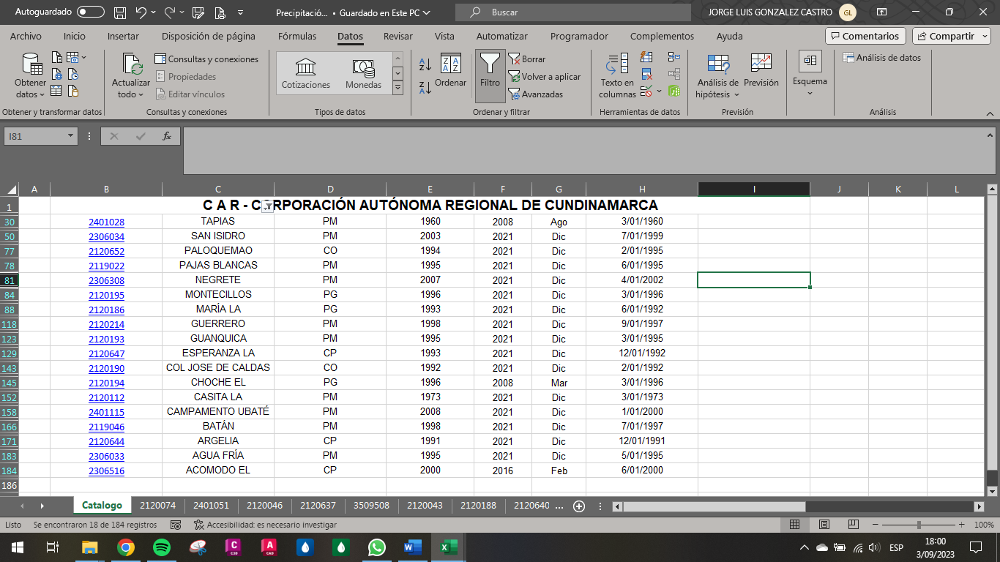 Autoguardado Precipitació... • Guardado en Este PC Buscar JORGE LUIS GONZALEZ CASTRO GL
Archivo Inicio Insertar Disposición de página Fórmulas Datos Revisar Vista Automatizar Programador Complementos Ayuda Comentarios Compartir
Obtener datos
Obtener y transformar datos
Actualizar todo
Consultas y conexiones
Propiedades
Editar vínculos
Consultas y conexiones
Cotizaciones Monedas
Tipos de datos
Ordenar
Filtro
Borrar
Volver a aplicar
Avanzadas
Ordenar y filtrar
Texto en columnas
Herramientas de datos
Análisis de hipótesis
Previsión
Previsión
Esquema
Análisis de datos
Análisis
I81 fx
A B C D E F G H I J K L
1 C A R - CORPORACIÓN AUTÓNOMA REGIONAL DE CUNDINAMARCA
30 2401028 TAPIAS PM 1960 2008 Ago 3/01/1960
50 2306034 SAN ISIDRO PM 2003 2021 Dic 7/01/1999
77 2120652 PALOQUEMAO CO 1994 2021 Dic 2/01/1995
78 2119022 PAJAS BLANCAS PM 1995 2021 Dic 6/01/1995
81 2306308 NEGRETE PM 2007 2021 Dic 4/01/2002
84 2120195 MONTECILLOS PG 1996 2021 Dic 3/01/1996
88 2120186 MARÍA LA PG 1993 2021 Dic 6/01/1992
118 2120214 GUERRERO PM 1998 2021 Dic 9/01/1997
123 2120193 GUANQUICA PM 1995 2021 Dic 3/01/1995
129 2120647 ESPERANZA LA CP 1993 2021 Dic 12/01/1992
143 2120190 COL JOSE DE CALDAS CO 1992 2021 Dic 2/01/1992
145 2120194 CHOCHE EL PG 1996 2008 Mar 3/01/1996
152 2120112 CASITA LA PM 1973 2021 Dic 3/01/1973
158 2401115 CAMPAMENTO UBATÉ PM 2008 2021 Dic 1/01/2000
166 2119046 BATÁN PM 1998 2021 Dic 7/01/1997
171 2120644 ARGELIA CP 1991 2021 Dic 12/01/1991
183 2306033 AGUA FRÍA PM 1995 2021 Dic 5/01/1995
184 2306516 ACOMODO EL CP 2000 2016 Feb 6/01/2000
186
Catalogo 2120074 2401051 2120046 2120637 3509508 2120043 2120188 2120640 ...
Listo Se encontraron 18 de 184 registros Accesibilidad: es necesario investigar 100%
ESP 18:00
3/09/2023